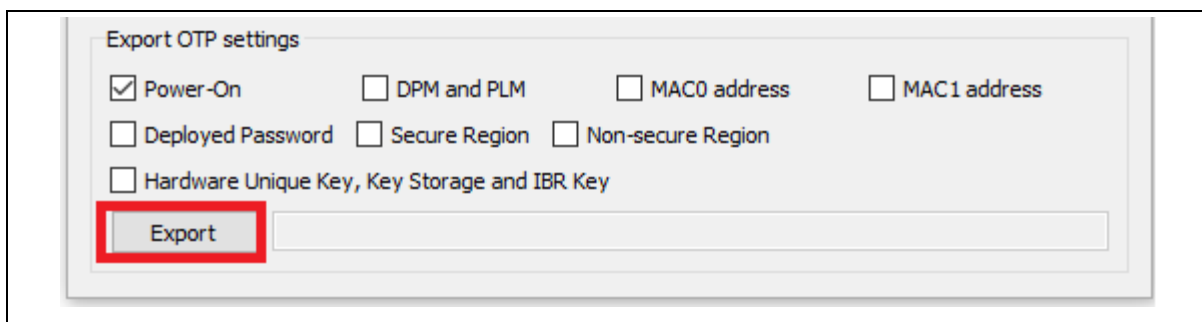 Export OTP settings
Power-On DPM and PLM MAC0 address MAC1 address
Deployed Password Secure Region Non-secure Region
Hardware Unique Key, Key Storage and IBR Key
Export